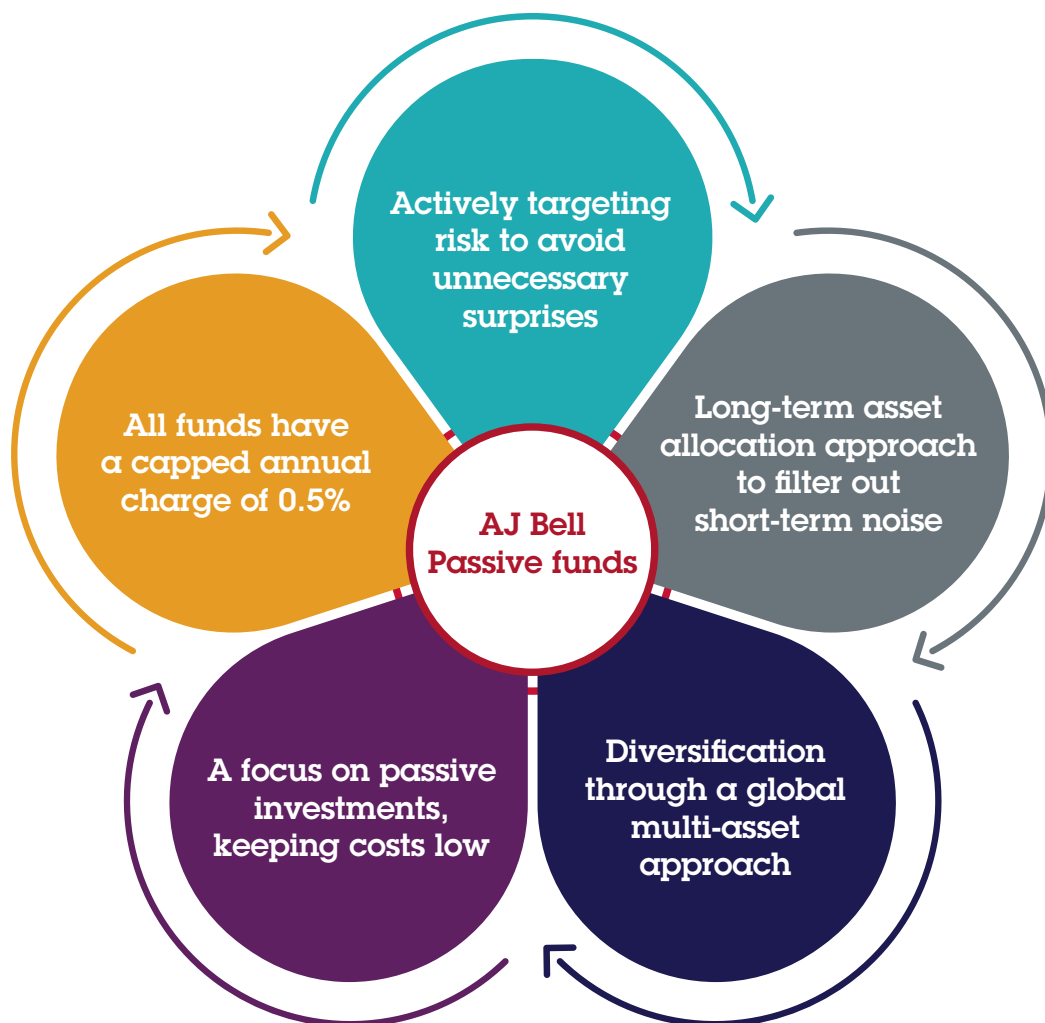 Actively targeting
risk to avoid
unnecessary
surprises
Long-term asset
allocation approach
to filter out
short-term noise
Diversification
through a global
multi-asset
approach
A focus on passive
investments,
keeping costs low
All funds have
a capped annual
charge of 0.5%
AJ Bell
Passive funds